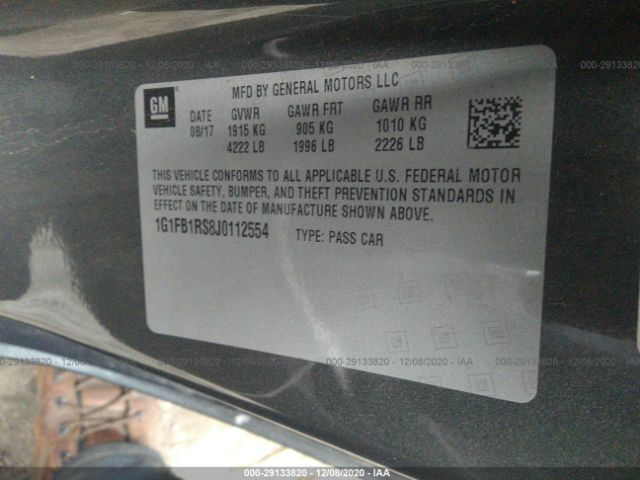 000-29133820 - 12/08/2020 - IAA
GM
MFD BY GENERAL MOTORS LLC
DATE GVWR GAWR FRT GAWR RR
08/17 1915 KG 905 KG 1010 KG
4222 LB 1996 LB 2226 LB
THIS VEHICLE CONFORMS TO ALL APPLICABLE U.S. FEDERAL MOTOR
VEHICLE SAFETY, BUMPER, AND THEFT PREVENTION STANDARDS IN
EFFECT ON THE DATE OF MANUFACTURE SHOWN ABOVE.
1G1FB1RS8J0112554 TYPE: PASS CAR
000-29133820 - 12/08/2020 - IAA
000-29133820 - 12/08/2020 - IAA